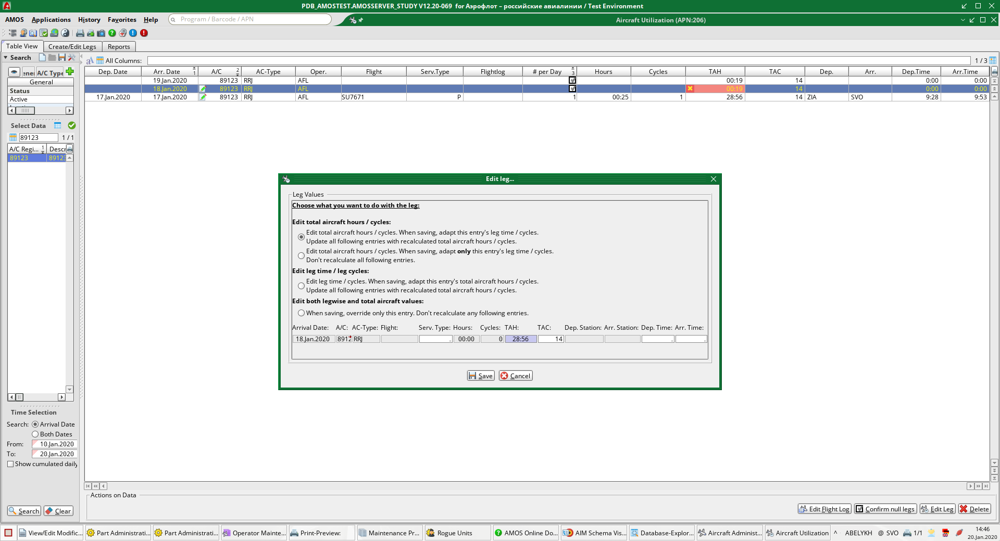 PDB_AMOSTEST.AMOSSERVER_STUDY V12.20-069 for Аэрофлот – российские авиалинии / Test Environment
AMOS Applications History Favorites Help Program / Barcode / APN Aircraft Utilization (APN:206)
Table View Create/Edit Legs Reports
Search
All Columns: 1 / 3
A/C Type
General
Status
Active
Dep. Date Arr. Date 1 A/C 2 AC-Type Oper. Flight Serv.Type Flightlog # per Day 3 Hours Cycles TAH TAC Dep. Arr. Dep.Time Arr.Time
19.Jan.2020 89123 RRJ AFL 00:19 14 0:00 0:00
18.Jan.2020 89123 RRJ AFL 00:19 14 0:00 0:00
17.Jan.2020 17.Jan.2020 89123 RRJ AFL SU7671 P 1 00:25 1 28:56 14 ZIA SVO 9:28 9:53
Select Data
89123 1 / 1
A/C Regi... 1 Descr
89123 89123
Time Selection
Search: Arrival Date
Both Dates
From: 10.Jan.2020
To: 20.Jan.2020
Show cumulated daily
Search Clear
Edit leg...
Leg Values
Choose what you want to do with the leg:
Edit total aircraft hours / cycles:
Edit total aircraft hours / cycles. When saving, adapt this entry's leg time / cycles.
Update all following entries with recalculated total aircraft hours / cycles.
Edit total aircraft hours / cycles. When saving, adapt only this entry's leg time / cycles.
Don't recalculate all following entries.
Edit leg time / leg cycles:
Edit leg time / cycles. When saving, adapt this entry's total aircraft hours / cycles.
Update all following entries with recalculated total aircraft hours / cycles.
Edit both legwise and total aircraft values:
When saving, override only this entry. Don't recalculate any following entries.
Arrival Date: A/C: AC-Type: Flight: Serv. Type: Hours: Cycles: TAH: TAC: Dep. Station: Arr. Station: Dep. Time: Arr. Time:
18.Jan.2020 8912 RRJ 00:00 0 28:56 14
Save Cancel
Actions on Data
Edit Flight Log Confirm null legs Edit Leg Delete
View/Edit Modific... Part Administrati... Part Administrati... Operator Mainte... Print-Preview: Maintenance Pr... Rogue Units AMOS Online Do... AIM Schema Vis... Database-Explor... Aircraft Administ... Aircraft Utilization ^ ABELYKH @ SVO 1/1 14:46
20.Jan.2020